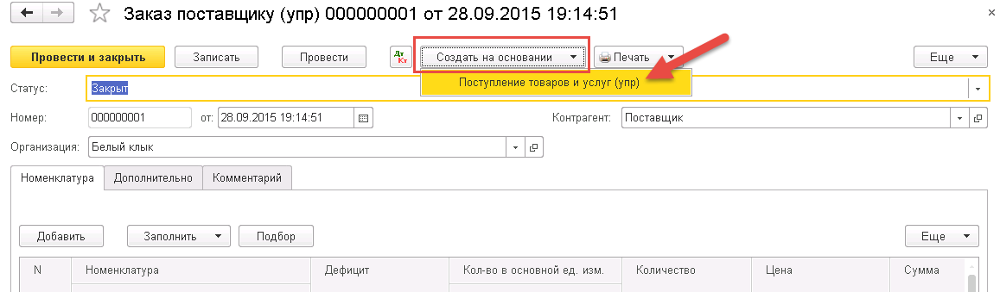 Заказ поставщику (упр) 000000001 от 28.09.2015 19:14:51
Провести и закрыть Записать Провести Дт Кт Создать на основании Печать Еще
Поступление товаров и услуг (упр)
Статус: Закрыт
Номер: 000000001 от: 28.09.2015 19:14:51 Контрагент: Поставщик
Организация: Белый клык
Номенклатура Дополнительно Комментарий
Добавить Заполнить Подбор Еще
N Номенклатура Дефицит Кол-во в основной ед. изм. Количество Цена Сумма